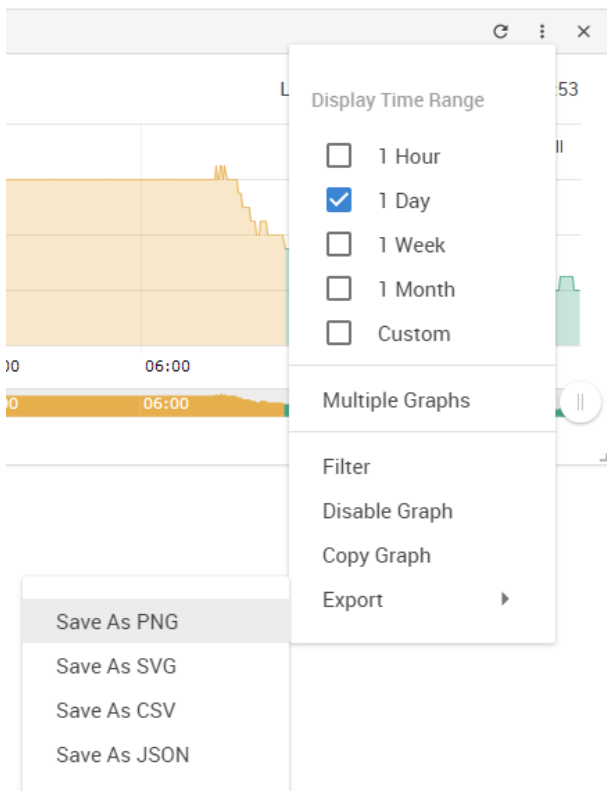 Display Time Range
:53
1 Hour
1 Day
1 Week
1 Month
Custom
06:00
06:00
Multiple Graphs
Filter
Disable Graph
Copy Graph
Export
Save As PNG
Save As SVG
Save As CSV
Save As JSON